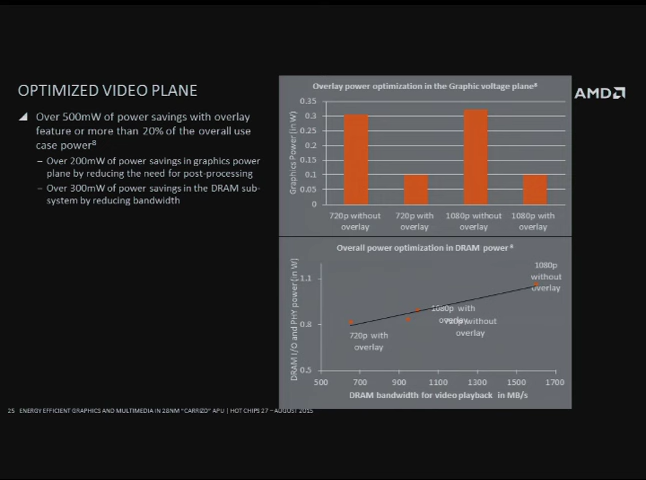 OPTIMIZED VIDEO PLANE
Over 500mW of power savings with overlay
feature or more than 20% of the overall use
case power⁸
– Over 200mW of power savings in graphics power
plane by reducing the need for post-processing
– Over 300mW of power savings in the DRAM sub-
system by reducing bandwidth
AMD
Overlay power optimization in the Graphic voltage plane⁸
Graphics Power (in W)
0.35
0.3
0.25
0.2
0.15
0.1
0.05
0
720p without
overlay
720p with
overlay
1080p without
overlay
1080p with
overlay
Overall power optimization in DRAM power ⁸
DRAM I/O and PHY power (in W)
1.1
0.8
0.5
1080p
without
overlay
1080p with
overlay
720p without
overlay
720p with
overlay
500 700 900 1100 1300 1500 1700
DRAM bandwidth for video playback in MB/s
25 ENERGY EFFICIENT GRAPHICS AND MULTIMEDIA IN 28NM "CARRIZO" APU | HOT CHIPS 27 – AUGUST 2015